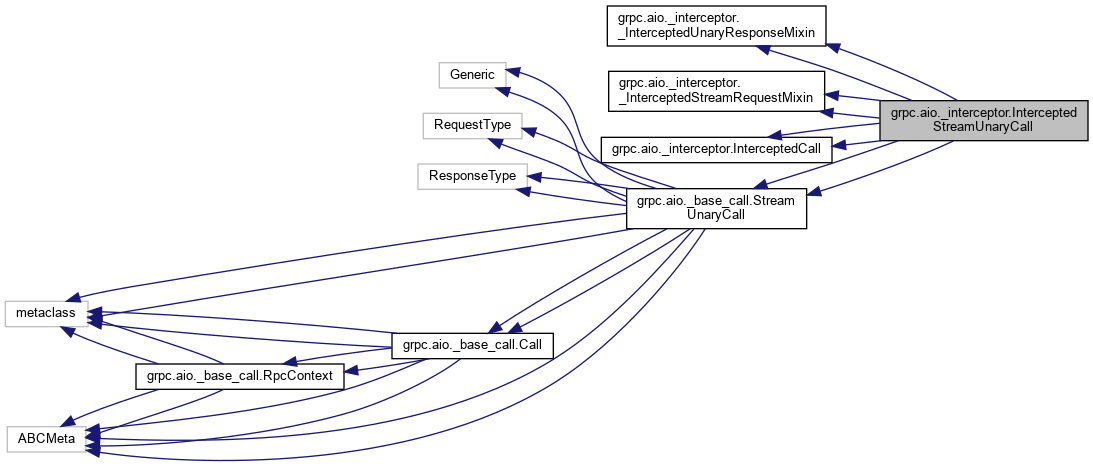 grpc.aio._interceptor.
_InterceptedUnaryResponseMixin
Generic
grpc.aio._interceptor.
_InterceptedStreamRequestMixin
grpc.aio._interceptor.Intercepted
StreamUnaryCall
RequestType
grpc.aio._interceptor.InterceptedCall
ResponseType
grpc.aio._base_call.Stream
UnaryCall
metaclass
grpc.aio._base_call.Call
grpc.aio._base_call.RpcContext
ABCMeta